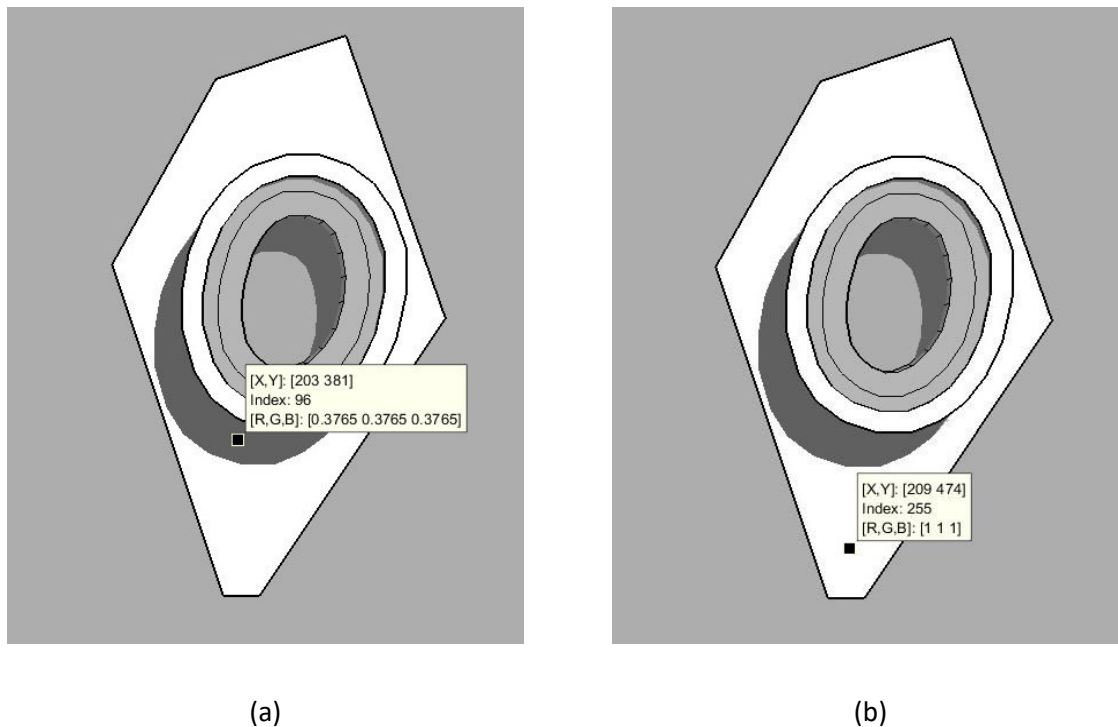 [X,Y]: [203 381]
Index: 96
[R,G,B]: [0.3765 0.3765 0.3765]
[X,Y]: [209 474]
Index: 255
[R,G,B]: [1 1 1]
(a)
(b)